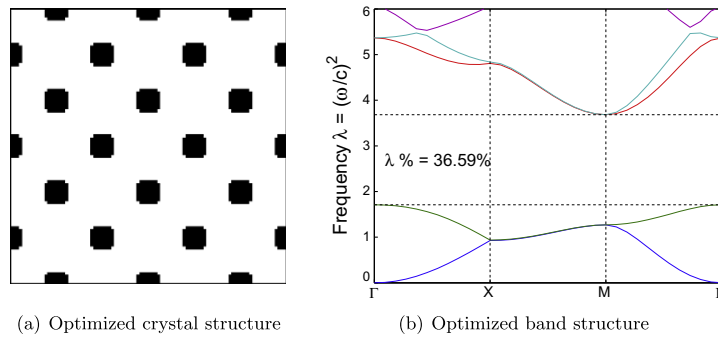 6
5
4
3
2
1
0
Frequency λ = (ω/c)²
λ % = 36.59%
Γ X M Γ
(a) Optimized crystal structure
(b) Optimized band structure